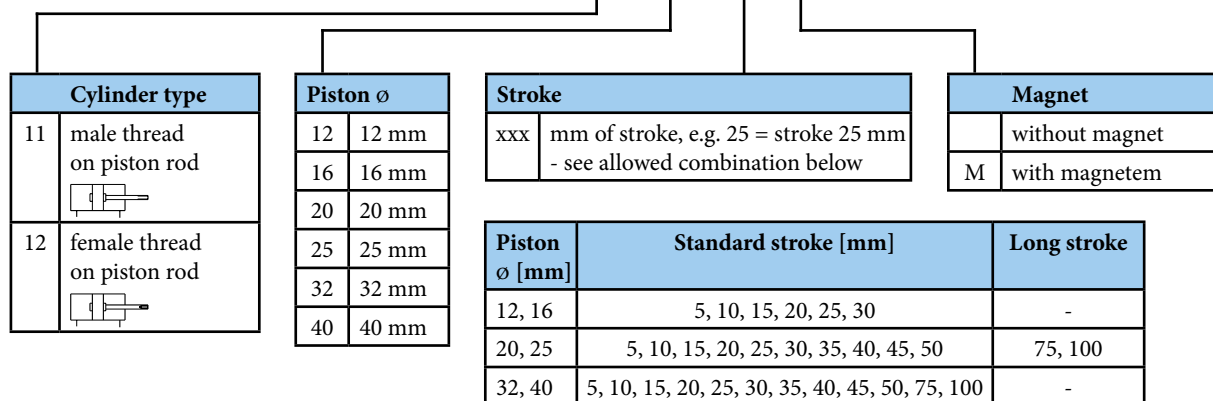 Cylinder type
11 male thread
on piston rod
12 female thread
on piston rod
Piston ø
12 12 mm
16 16 mm
20 20 mm
25 25 mm
32 32 mm
40 40 mm
Stroke
xxx mm of stroke, e.g. 25 = stroke 25 mm
- see allowed combination below
Magnet
without magnet
M with magnetem
Piston
ø [mm] Standard stroke [mm] Long stroke
12, 16 5, 10, 15, 20, 25, 30 -
20, 25 5, 10, 15, 20, 25, 30, 35, 40, 45, 50 75, 100
32, 40 5, 10, 15, 20, 25, 30, 35, 40, 45, 50, 75, 100 -